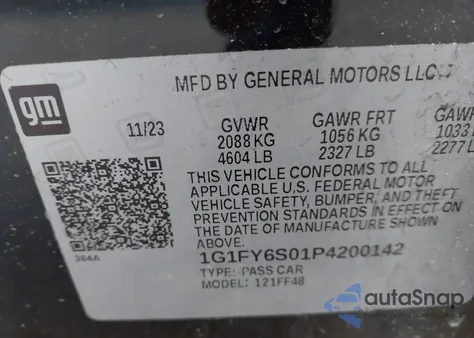 MFD BY GENERAL MOTORS LLC
gm
11/23 GVWR GAWR FRT GAW
2088 KG 1056 KG 1033
4604 LB 2327 LB 2277 L
THIS VEHICLE CONFORMS TO ALL
APPLICABLE U.S. FEDERAL MOTOR
VEHICLE SAFETY, BUMPER, AND THEFT
PREVENTION STANDARDS IN EFFECT ON
THE DATE OF MANUFACTURE SHOWN
ABOVE.
364A
1G1FY6S01P4200142
TYPE: PASS CAR
MODEL: 121FF48
autoSnap